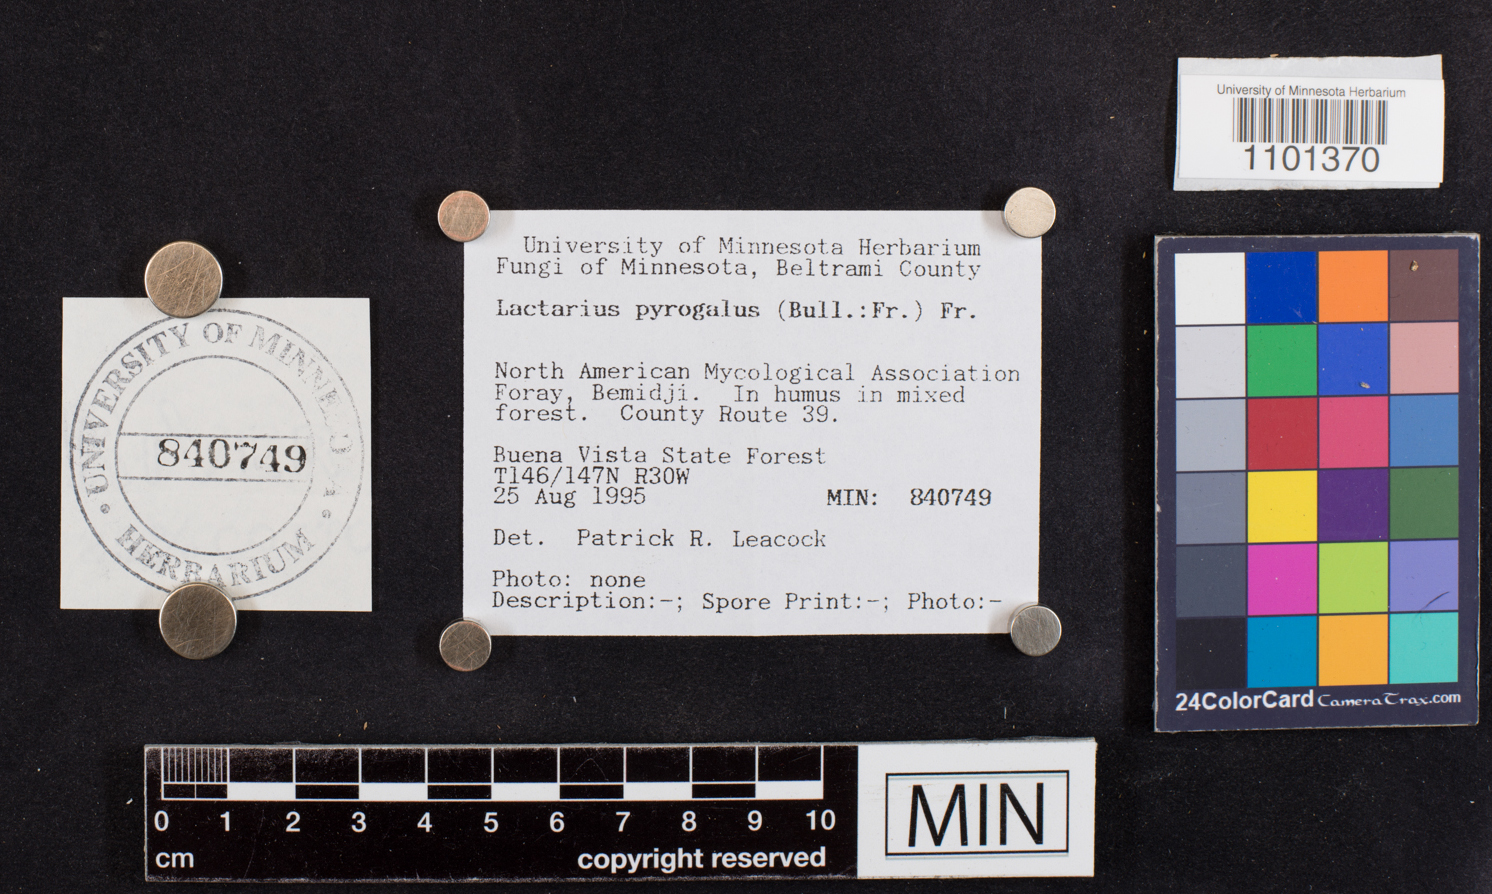 University of Minnesota Herbarium
1101370
University of Minnesota Herbarium
Fungi of Minnesota, Beltrami County
Lactarius pyrogalus (Bull.:Fr.) Fr.
North American Mycological Association
Foray, Bemidji. In humus in mixed
forest. County Route 39.
Buena Vista State Forest
T146/147N R30W
25 Aug 1995 MIN: 840749
Det. Patrick R. Leacock
Photo: none
Description:-; Spore Print:-; Photo:-
UNIVERSITY OF MINNESOTA
840749
HERBARIUM
24ColorCard CameraTrax.com
0 1 2 3 4 5 6 7 8 9 10
cm copyright reserved
MIN